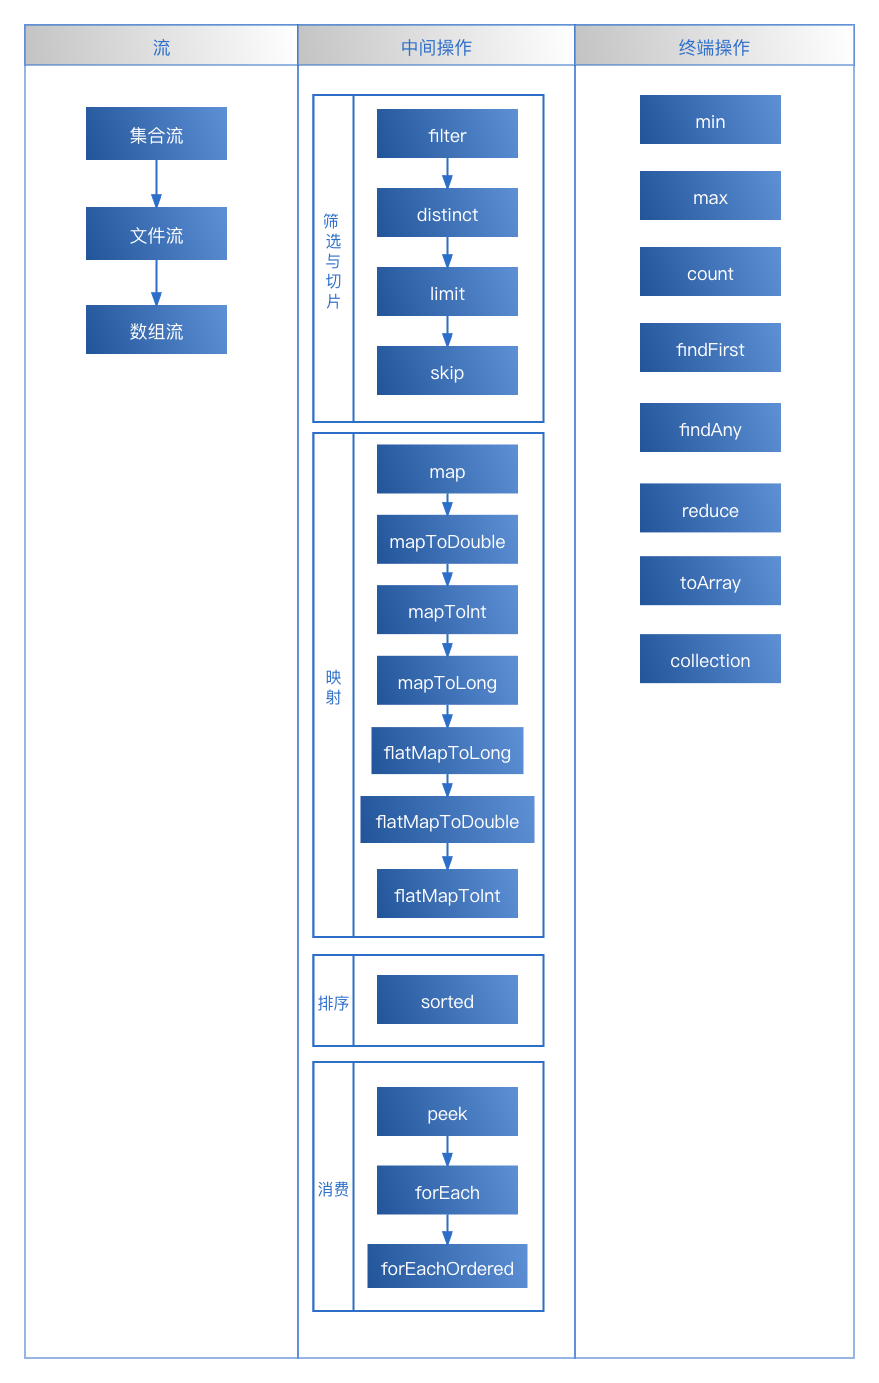 流
中间操作
终端操作
集合流
文件流
数组流
筛选与切片
filter
distinct
limit
skip
映射
map
mapToDouble
mapToInt
mapToLong
flatMapToLong
flatMapToDouble
flatMapToInt
排序
sorted
消费
peek
forEach
forEachOrdered
min
max
count
findFirst
findAny
reduce
toArray
collection